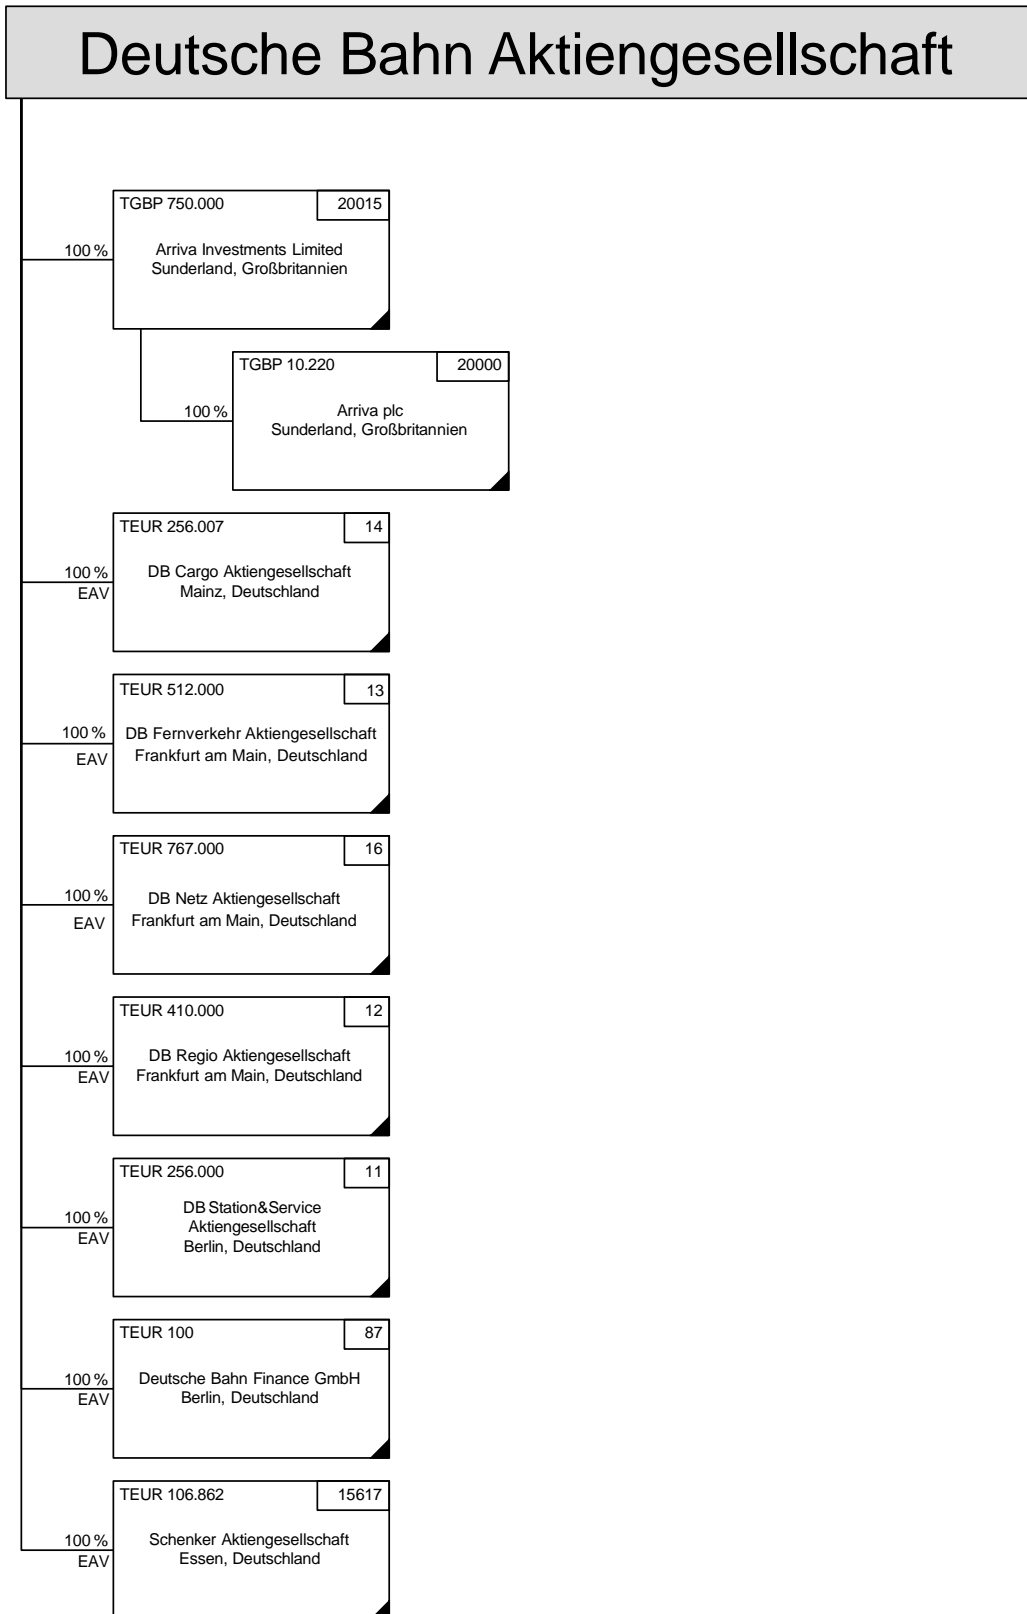 Deutsche Bahn Aktiengesellschaft
TGBP 750.000 20015
100 % Arriva Investments Limited
Sunderland, Großbritannien
TGBP 10.220 20000
100 % Arriva plc
Sunderland, Großbritannien
TEUR 256.007 14
100 % DB Cargo Aktiengesellschaft
EAV Mainz, Deutschland
TEUR 512.000 13
100 % DB Fernverkehr Aktiengesellschaft
EAV Frankfurt am Main, Deutschland
TEUR 767.000 16
100 % DB Netz Aktiengesellschaft
EAV Frankfurt am Main, Deutschland
TEUR 410.000 12
100 % DB Regio Aktiengesellschaft
EAV Frankfurt am Main, Deutschland
TEUR 256.000 11
DB Station&Service
100 % Aktiengesellschaft
EAV Berlin, Deutschland
TEUR 100 87
100 % Deutsche Bahn Finance GmbH
EAV Berlin, Deutschland
TEUR 106.862 15617
100 % Schenker Aktiengesellschaft
EAV Essen, Deutschland